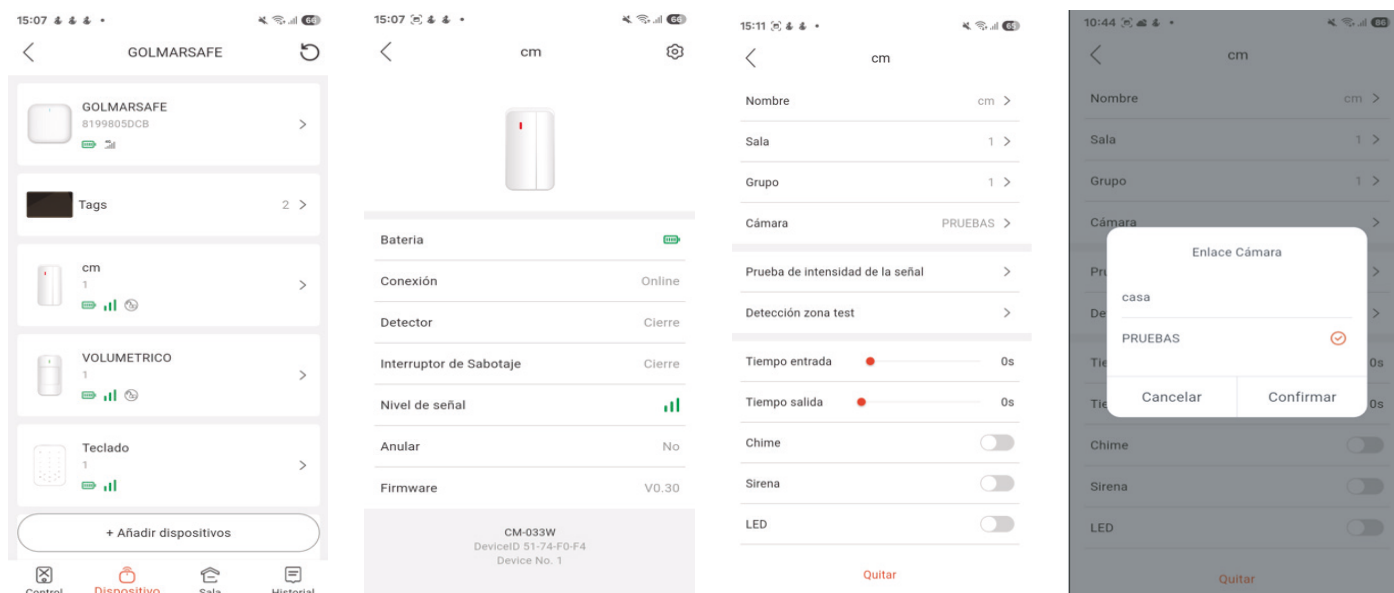 15:07
66
GOLMARSAFE
GOLMARSAFE
8199805DCB
Tags
2
cm
1
VOLUMETRICO
1
Teclado
1
+ Añadir dispositivos
Control
Dispositivo
Sala
Historial
15:07
66
cm
Bateria
Conexión
Online
Detector
Cierre
Interruptor de Sabotaje
Cierre
Nivel de señal
Anular
No
Firmware
V0.30
CM-033W
DeviceID 51-74-F0-F4
Device No. 1
15:11
cm
Nombre
cm
Sala
1
Grupo
1
Cámara
PRUEBAS
Prueba de intensidad de la señal
Detección zona test
Tiempo entrada
0s
Tiempo salida
0s
Chime
Sirena
LED
Quitar
10:44
cm
Nombre
cm
Sala
1
Grupo
1
Cámara
Enlace Cámara
casa
PRUEBAS
Cancelar
Confirmar
0s
0s
Chime
Sirena
LED
Quitar